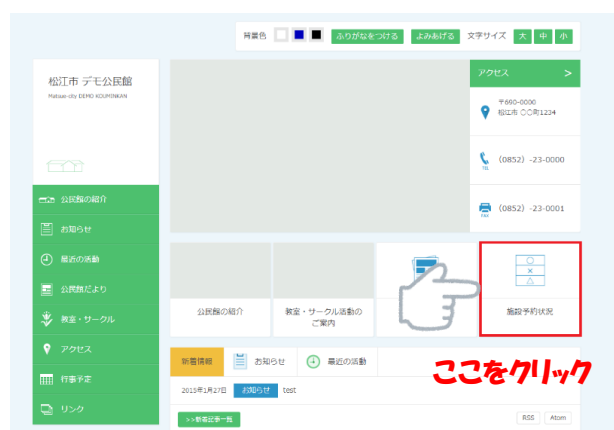 背景色 ふりがなをつける よみあげる 文字サイズ 大 中 小
松江市 デモ公民館
Matsue-city DEMO KOUMINKAN
アクセス >
〒690-0000
松江市 〇〇町1234
TEL (0852) -23-0000
FAX (0852) -23-0001
公民館の紹介
お知らせ
最近の活動
公民館だより
教室・サークル
アクセス
行事予定
リンク
公民館の紹介
教室・サークル活動の
ご案内
○
×
△
施設予約状況
ここをクリック
新着情報 お知らせ 最近の活動
2015年1月27日 お知らせ test
>>新着記事一覧 RSS Atom